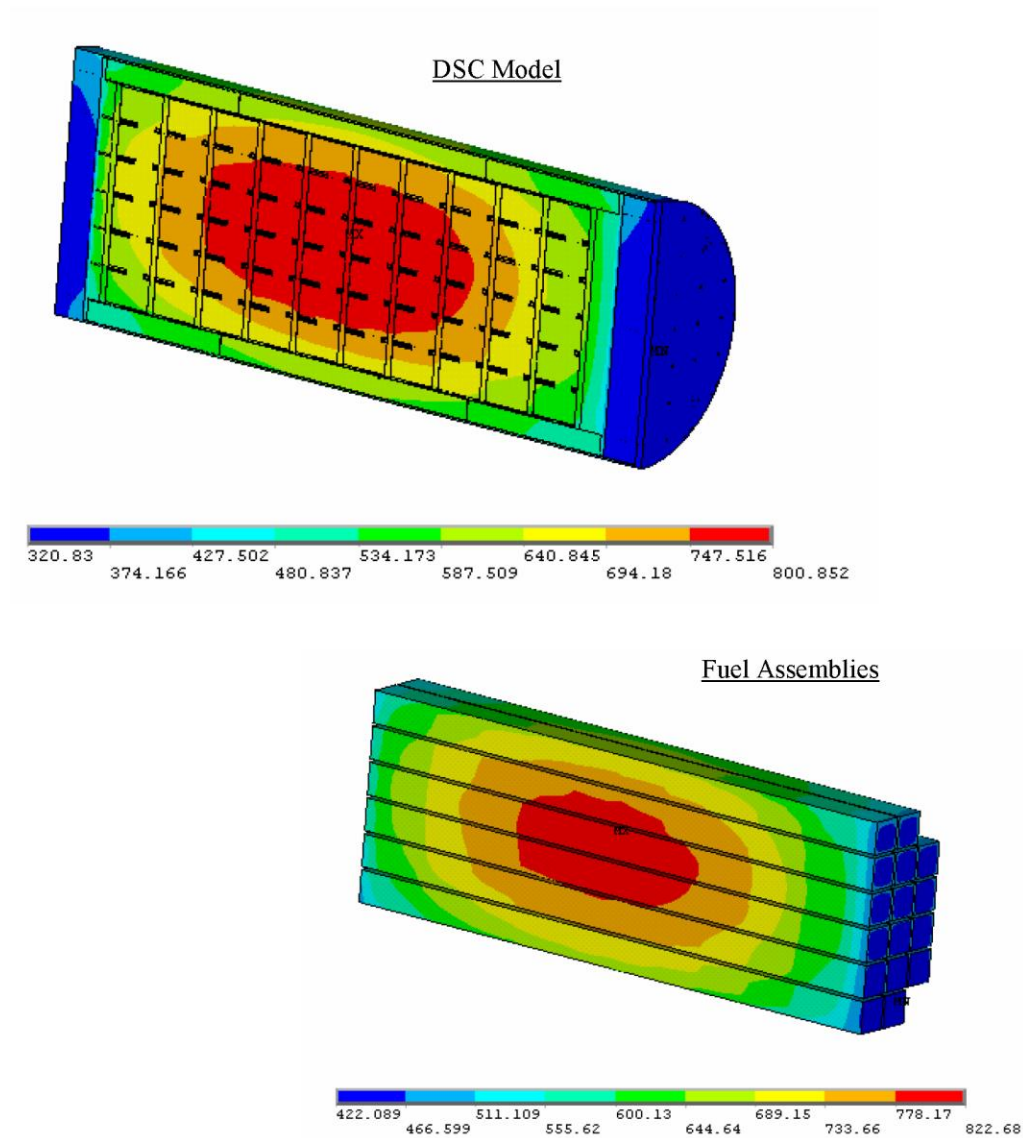 DSC Model
320.83 427.502 534.173 640.845 747.516
374.166 480.837 587.509 694.18 800.852
Fuel Assemblies
422.089 511.109 600.13 689.15 778.17
466.599 555.62 644.64 733.66 822.68